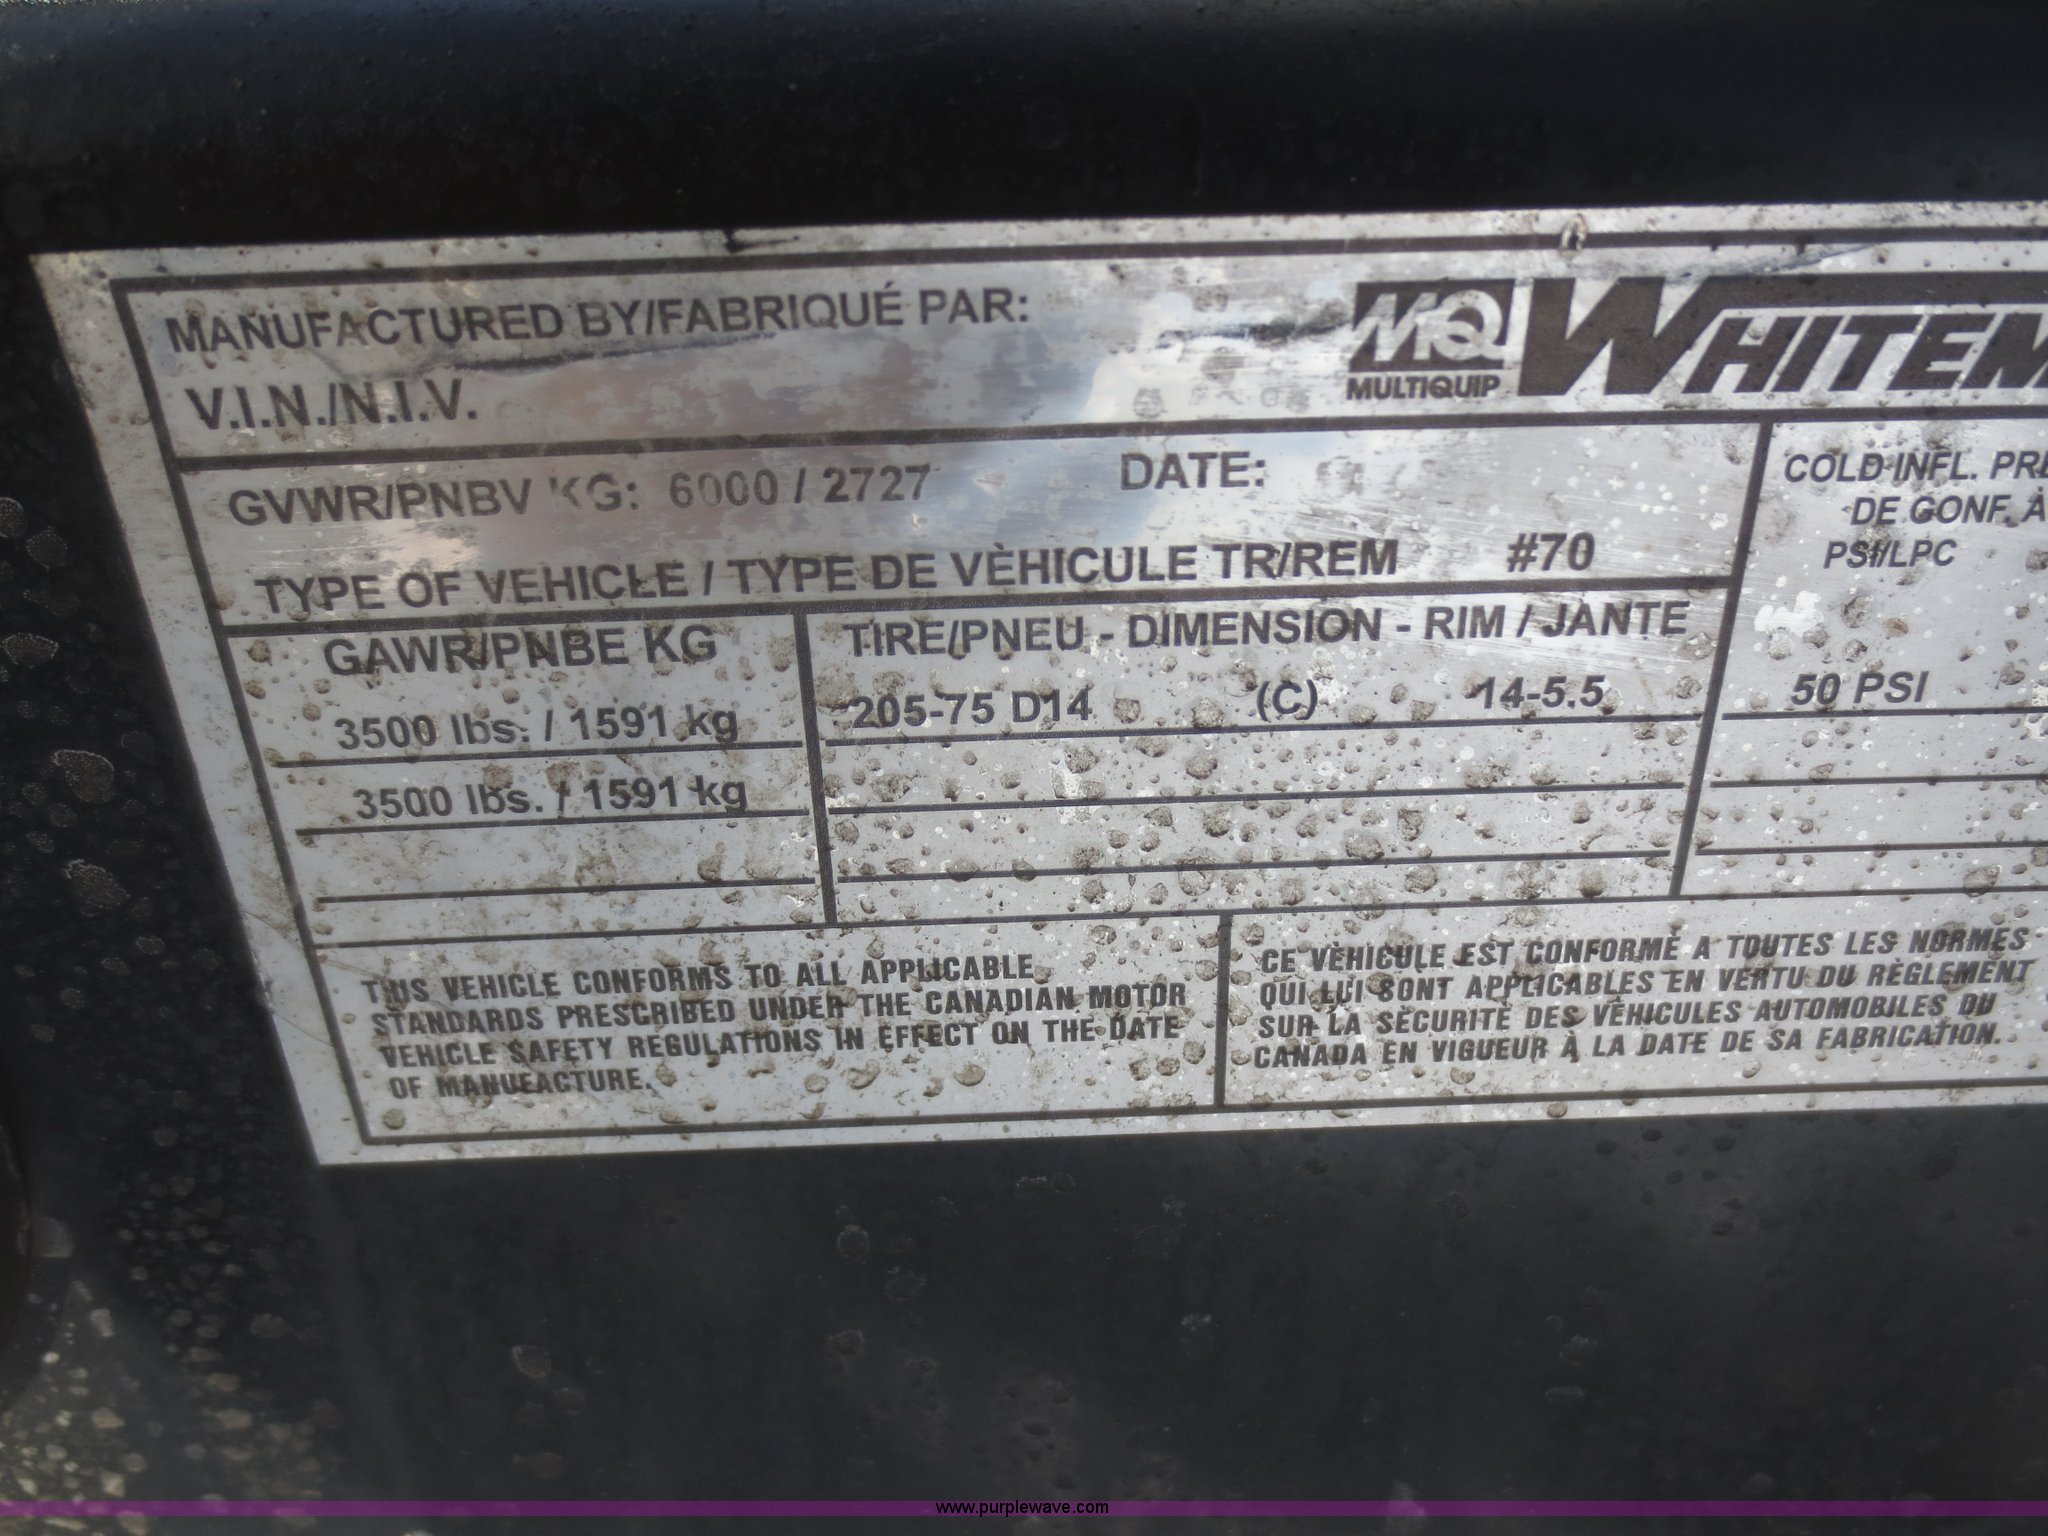 MANUFACTURED BY/FABRIQUÉ PAR:
MQ WHITEM
MULTIQUIP
V.I.N./N.I.V.
GVWR/PNBV KG: 6000 / 2727 DATE:
TYPE OF VEHICLE / TYPE DE VÈHICULE TR/REM #70
COLD INFL. PRE
DE GONF. À
PSI/LPC
GAWR/PNBE KG TIRE/PNEU - DIMENSION - RIM / JANTE
3500 lbs. / 1591 kg 205-75 D14 (C) 14-5.5 50 PSI
3500 lbs. / 1591 kg
THIS VEHICLE CONFORMS TO ALL APPLICABLE
STANDARDS PRESCRIBED UNDER THE CANADIAN MOTOR
VEHICLE SAFETY REGULATIONS IN EFFECT ON THE DATE
OF MANUFACTURE.
CE VÈHICULE EST CONFORME A TOUTES LES NORMES
QUI LUI SONT APPLICABLES EN VERTU DU RÈGLEMENT
SUR LA SÈCURITÈ DES VÈHICULES AUTOMOBILES DU
CANADA EN VIGUEUR À LA DATE DE SA FABRICATION.
www.purplewave.com